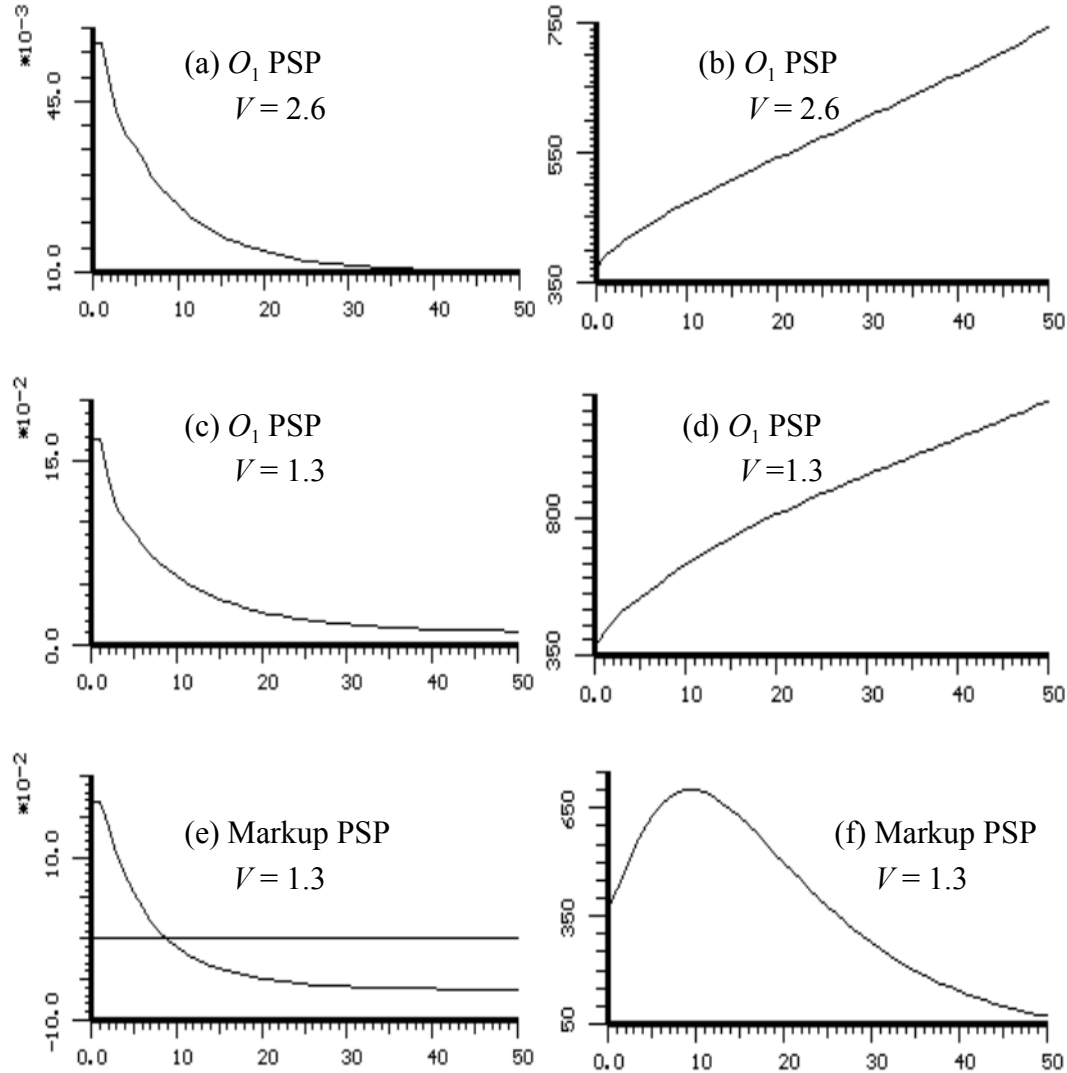 *10-3
45.0
10.0
(a) O1 PSP
V = 2.6
0.0 10 20 30 40 50
750
550
350
(b) O1 PSP
V = 2.6
0.0 10 20 30 40 50
*10-2
15.0
0.0
(c) O1 PSP
V = 1.3
0.0 10 20 30 40 50
800
350
(d) O1 PSP
V =1.3
0.0 10 20 30 40 50
*10-2
10.0
-10.0
(e) Markup PSP
V = 1.3
0.0 10 20 30 40 50
650
350
50
(f) Markup PSP
V = 1.3
0.0 10 20 30 40 50